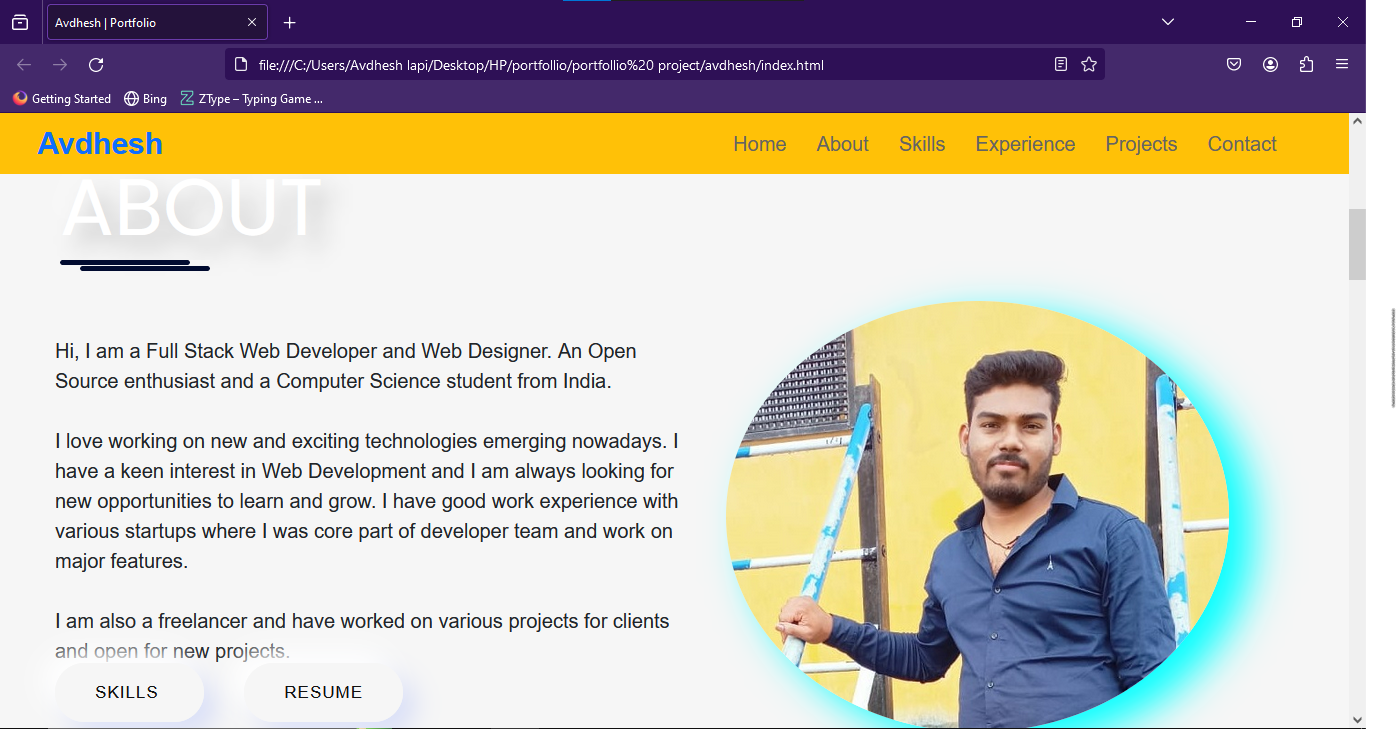 Avdhesh | Portfolio
file:///C:/Users/Avdhesh lapi/Desktop/HP/portfollio/portfollio%20 project/avdhesh/index.html
Getting Started Bing ZType – Typing Game ...
Avdhesh Home About Skills Experience Projects Contact
ABOUT
Hi, I am a Full Stack Web Developer and Web Designer. An Open
Source enthusiast and a Computer Science student from India.
I love working on new and exciting technologies emerging nowadays. I
have a keen interest in Web Development and I am always looking for
new opportunities to learn and grow. I have good work experience with
various startups where I was core part of developer team and work on
major features.
I am also a freelancer and have worked on various projects for clients
and open for new projects.
SKILLS RESUME